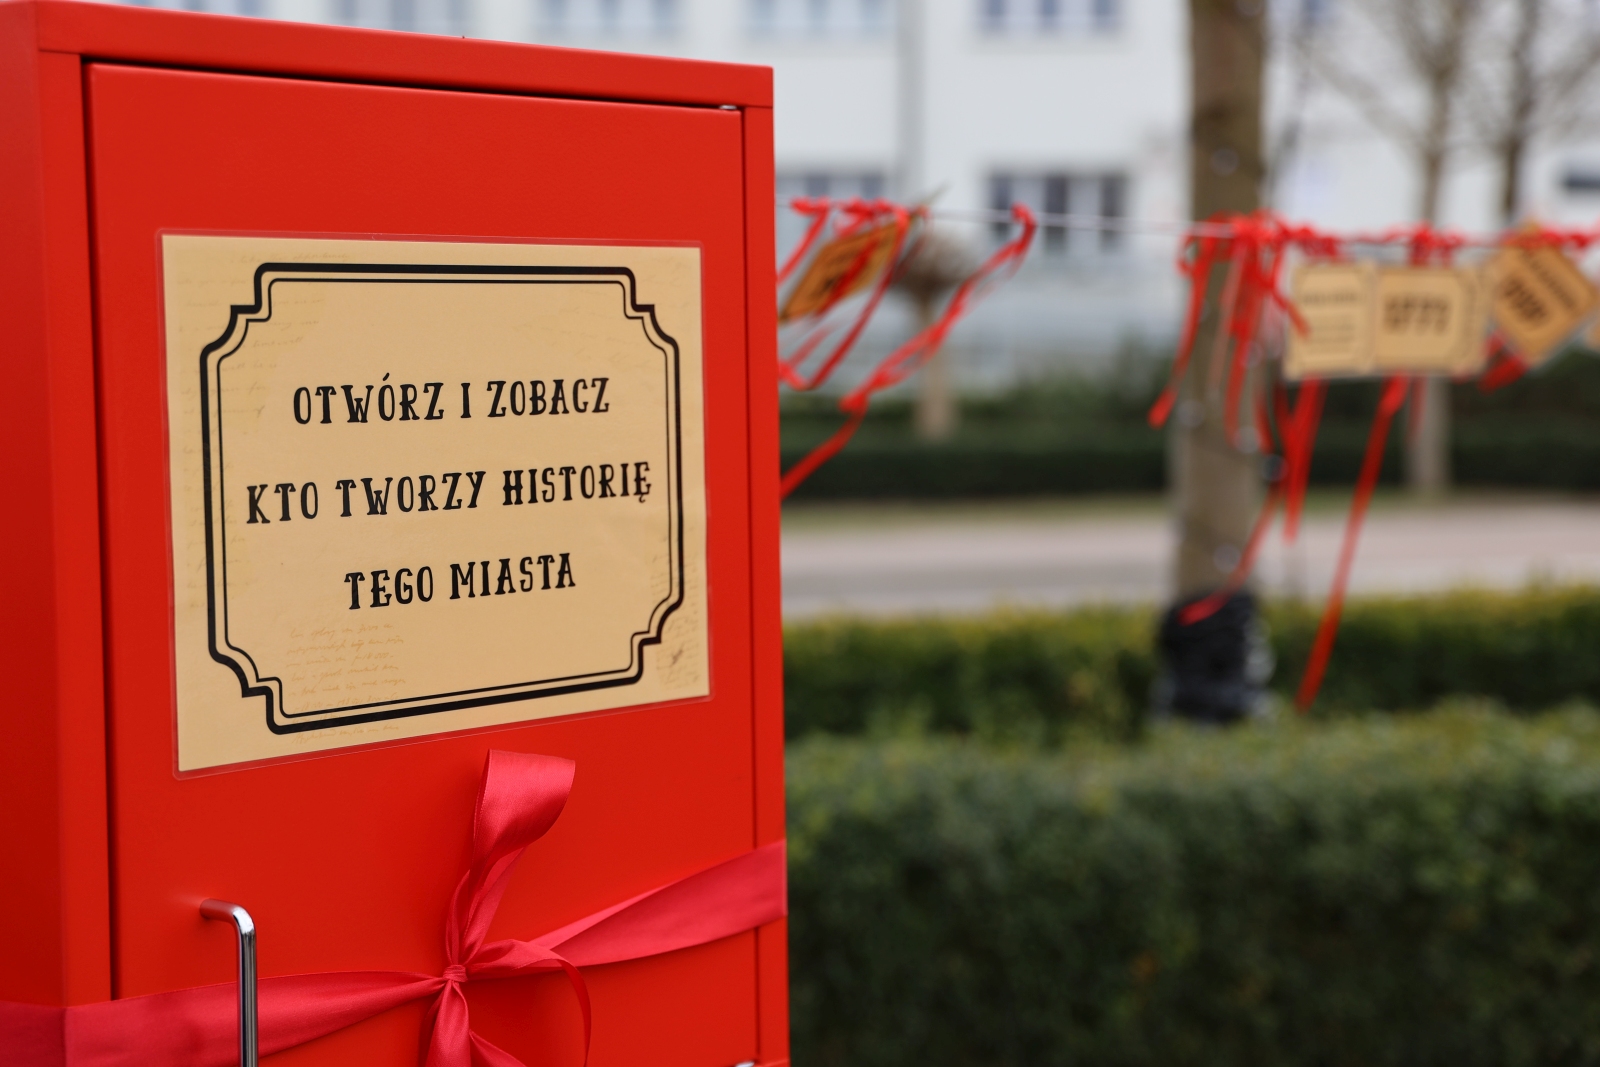 OTWÓRZ I ZOBACZ
KTO TWORZY HISTORIĘ
TEGO MIASTA